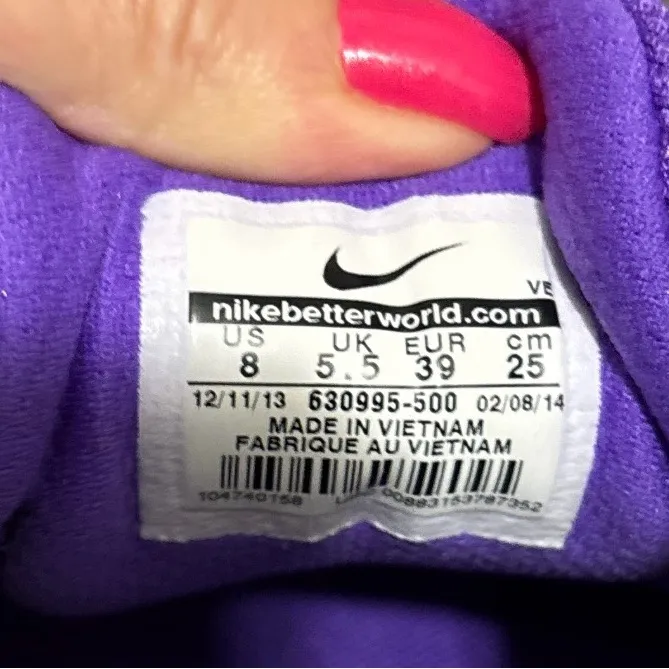 VE
nikebetterworld.com
US UK EUR cm
8 5.5 39 25
12/11/13 630995-500 02/08/14
MADE IN VIETNAM
FABRIQUE AU VIETNAM
104740158 00883153787352